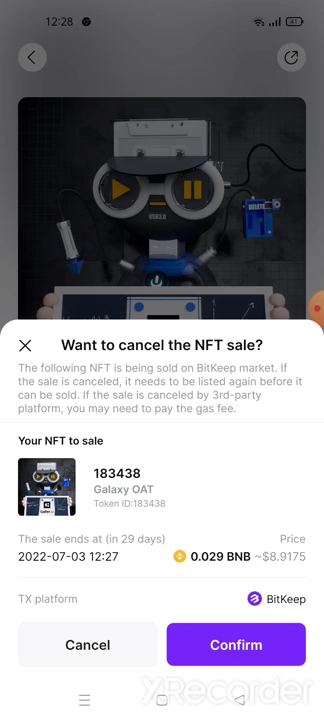 12:28
41
USB3.0
DELETE
Want to cancel the NFT sale?
The following NFT is being sold on BitKeep market. If
the sale is canceled, it needs to be listed again before it
can be sold. If the sale is canceled by 3rd-party
platform, you may need to pay the gas fee.
Your NFT to sale
183438
Galaxy OAT
Token ID:183438
The sale ends at (in 29 days) Price
2022-07-03 12:27 0.029 BNB ~$8.9175
TX platform BitKeep
Cancel Confirm
XRecorder